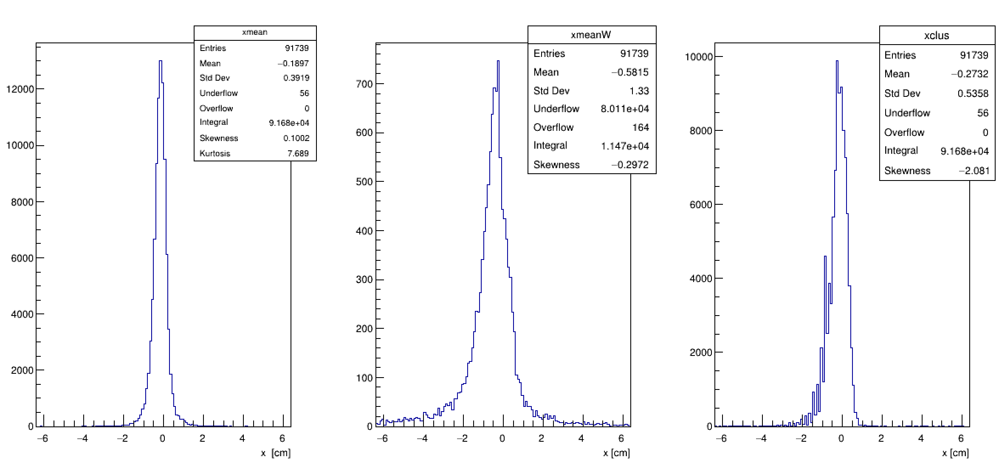 xmean
Entries 91739
Mean −0.1897
Std Dev 0.3919
Underflow 56
Overflow 0
Integral 9.168e+04
Skewness 0.1002
Kurtosis 7.689
12000
10000
8000
6000
4000
2000
0
−6 −4 −2 0 2 4 6
x [cm]
xmeanW
Entries 91739
Mean −0.5815
Std Dev 1.33
Underflow 8.011e+04
Overflow 164
Integral 1.147e+04
Skewness −0.2972
700
600
500
400
300
200
100
0
−6 −4 −2 0 2 4 6
x [cm]
xclus
Entries 91739
Mean −0.2732
Std Dev 0.5358
Underflow 56
Overflow 0
Integral 9.168e+04
Skewness −2.081
10000
8000
6000
4000
2000
0
−6 −4 −2 0 2 4 6
x [cm]